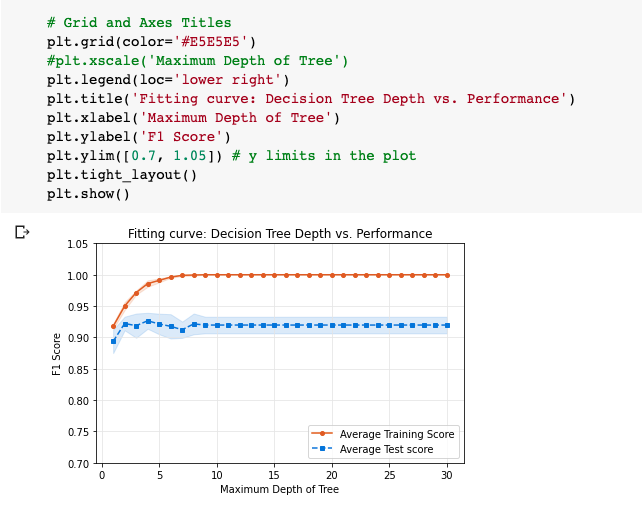 # Grid and Axes Titles
plt.grid(color='#E5E5E5')
#plt.xscale('Maximum Depth of Tree')
plt.legend(loc='lower right')
plt.title('Fitting curve: Decision Tree Depth vs. Performance')
plt.xlabel('Maximum Depth of Tree')
plt.ylabel('F1 Score')
plt.ylim([0.7, 1.05]) # y limits in the plot
plt.tight_layout()
plt.show()
Fitting curve: Decision Tree Depth vs. Performance
1.05
1.00
0.95
0.90
0.85
0.80
0.75
0.70
F1 Score
Average Training Score
Average Test score
0 5 10 15 20 25 30
Maximum Depth of Tree